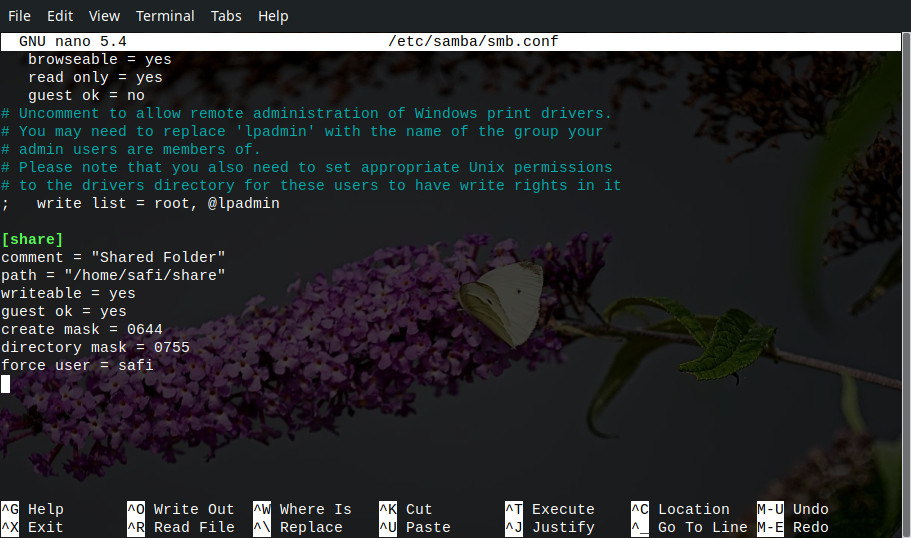 File Edit View Terminal Tabs Help
GNU nano 5.4 /etc/samba/smb.conf
browseable = yes
read only = yes
guest ok = no
# Uncomment to allow remote administration of Windows print drivers.
# You may need to replace 'lpadmin' with the name of the group your
# admin users are members of.
# Please note that you also need to set appropriate Unix permissions
# to the drivers directory for these users to have write rights in it
;   write list = root, @lpadmin
[share]
comment = "Shared Folder"
path = "/home/safi/share"
writeable = yes
guest ok = yes
create mask = 0644
directory mask = 0755
force user = safi
^G Help ^O Write Out ^W Where Is ^K Cut ^T Execute ^C Location M-U Undo
^X Exit ^R Read File ^\ Replace ^U Paste ^J Justify ^_ Go To Line M-E Redo